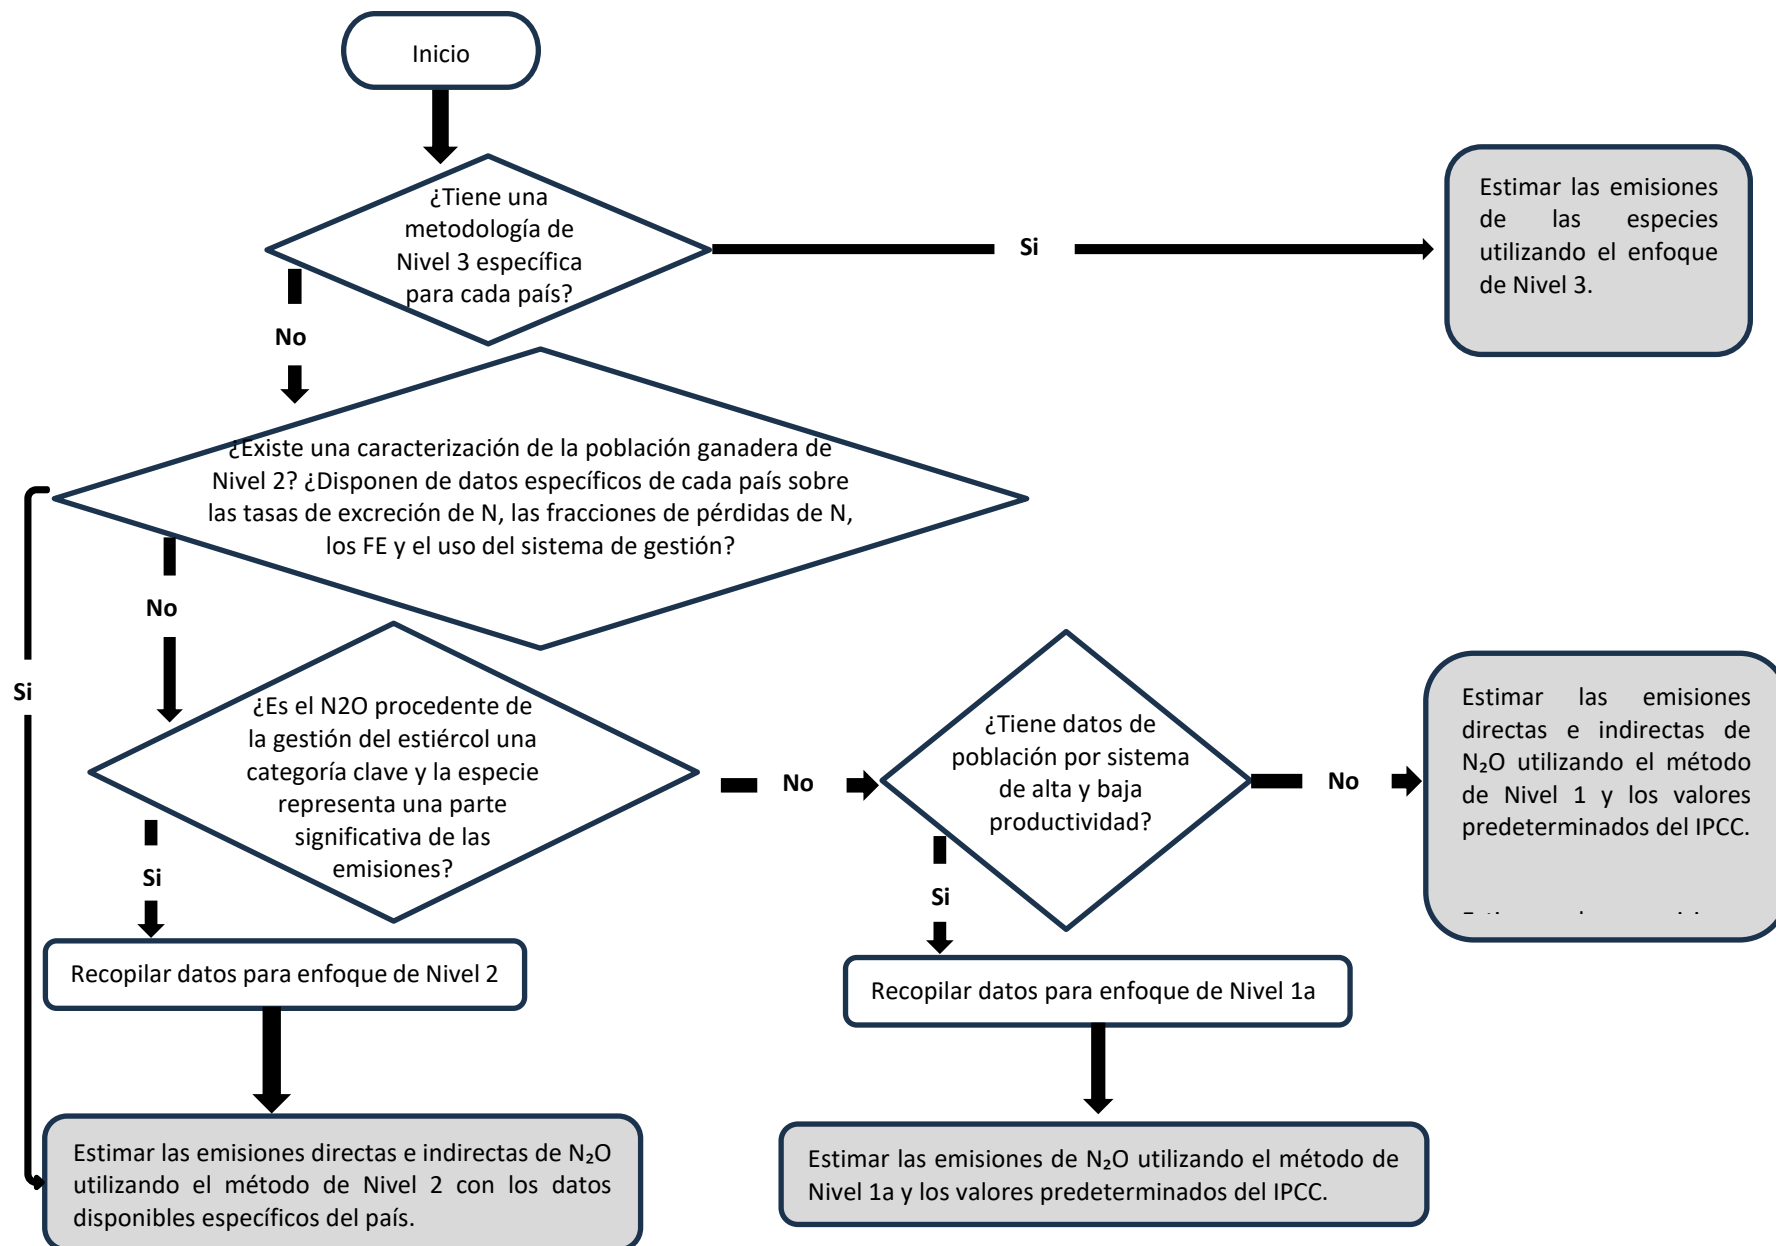 Inicio
¿Tiene una
metodología de
Nivel 3 específica
para cada país?
Si
Estimar las emisiones
de las especies
utilizando el enfoque
de Nivel 3.
No
¿Existe una caracterización de la población ganadera de
Nivel 2? ¿Disponen de datos específicos de cada país sobre
las tasas de excreción de N, las fracciones de pérdidas de N,
los FE y el uso del sistema de gestión?
No
Si
¿Es el N2O procedente de
la gestión del estiércol una
categoría clave y la especie
representa una parte
significativa de las
emisiones?
No
¿Tiene datos de
población por sistema
de alta y baja
productividad?
No
Estimar las emisiones
directas e indirectas de
N₂O utilizando el método
de Nivel 1 y los valores
predeterminados del IPCC.
Si
Si
Recopilar datos para enfoque de Nivel 2
Recopilar datos para enfoque de Nivel 1a
Estimar las emisiones directas e indirectas de N₂O
utilizando el método de Nivel 2 con los datos
disponibles específicos del país.
Estimar las emisiones de N₂O utilizando el método de
Nivel 1a y los valores predeterminados del IPCC.